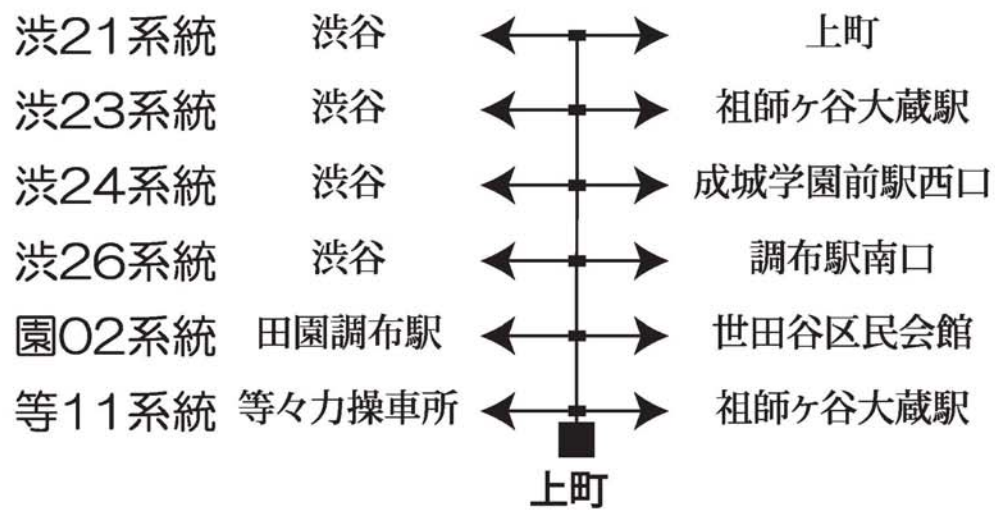 渋21系統 渋谷 上町
渋23系統 渋谷 祖師ヶ谷大蔵駅
渋24系統 渋谷 成城学園前駅西口
渋26系統 渋谷 調布駅南口
園02系統 田園調布駅 世田谷区民会館
等11系統 等々力操車所 祖師ヶ谷大蔵駅
上町